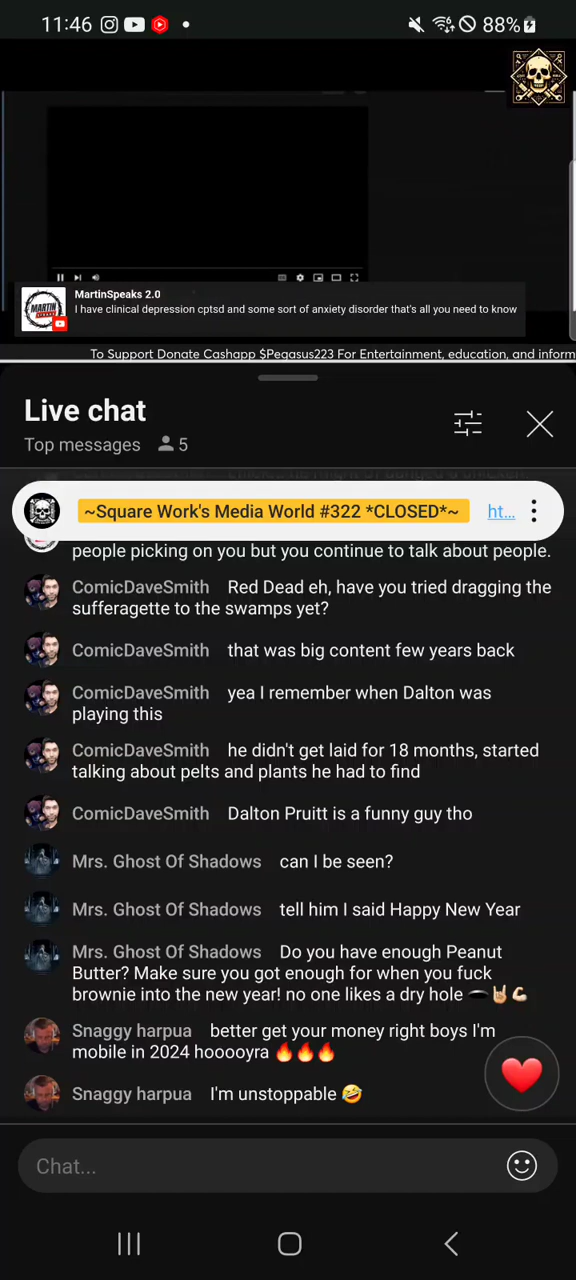 11:46
88%
MartinSpeaks 2.0
I have clinical depression cptsd and some sort of anxiety disorder that's all you need to know
To Support Donate Cashapp $Pegasus223 For Entertainment, education, and inform
Live chat
Top messages 5
~Square Work's Media World #322 *CLOSED*~ ht...
people picking on you but you continue to talk about people.
ComicDaveSmith Red Dead eh, have you tried dragging the
sufferagette to the swamps yet?
ComicDaveSmith that was big content few years back
ComicDaveSmith yea I remember when Dalton was
playing this
ComicDaveSmith he didn't get laid for 18 months, started
talking about pelts and plants he had to find
ComicDaveSmith Dalton Pruitt is a funny guy tho
Mrs. Ghost Of Shadows can I be seen?
Mrs. Ghost Of Shadows tell him I said Happy New Year
Mrs. Ghost Of Shadows Do you have enough Peanut
Butter? Make sure you got enough for when you fuck
brownie into the new year! no one likes a dry hole 🕳️🤘🏻💪🏻
Snaggy harpua better get your money right boys I'm
mobile in 2024 hooooyra 🔥🔥🔥
Snaggy harpua I'm unstoppable 🤣
Chat...